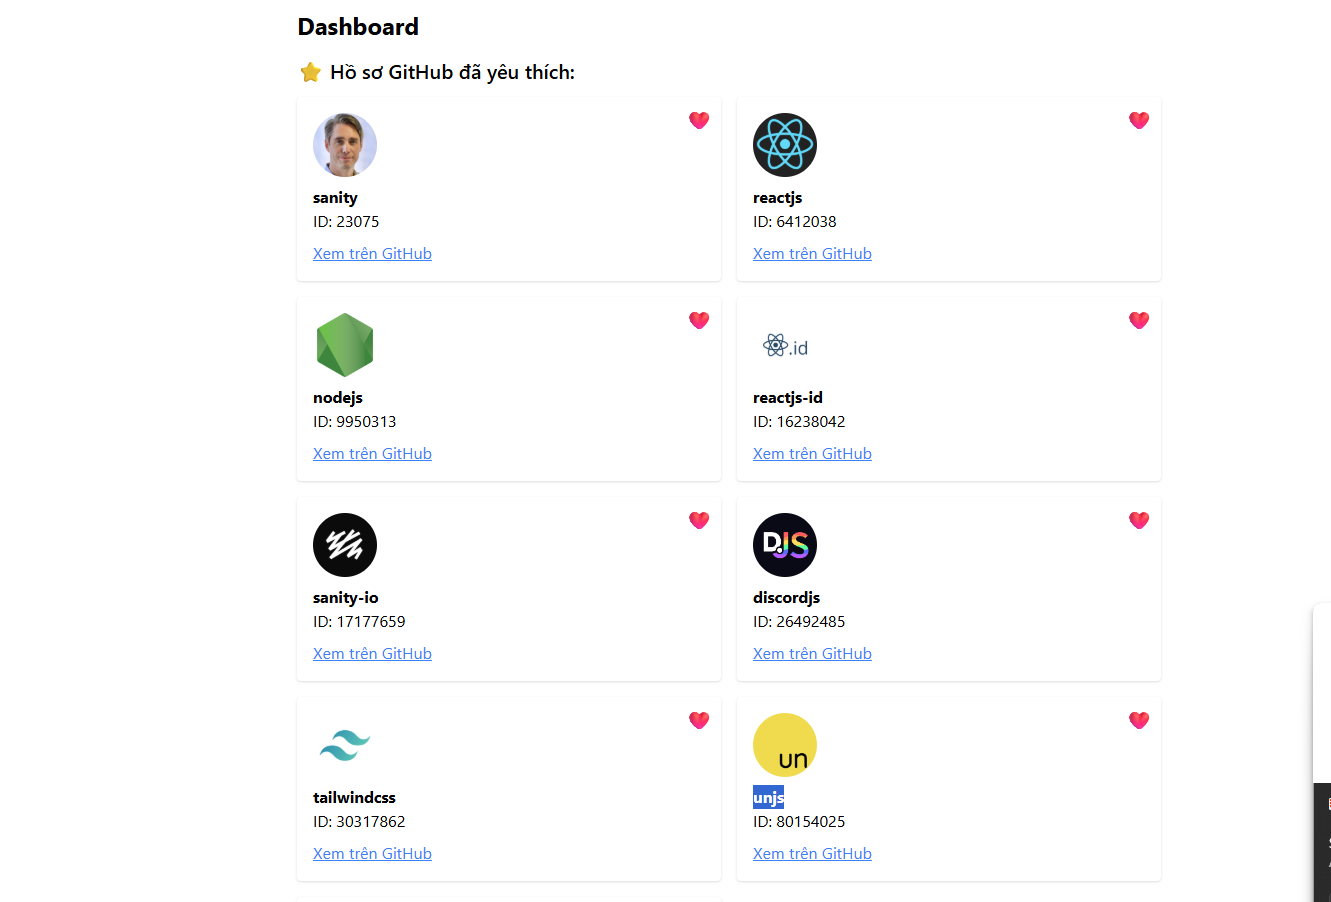 Dashboard
⭐ Hồ sơ GitHub đã yêu thích:
sanity
ID: 23075
Xem trên GitHub
reactjs
ID: 6412038
Xem trên GitHub
nodejs
ID: 9950313
Xem trên GitHub
.id
reactjs-id
ID: 16238042
Xem trên GitHub
sanity-io
ID: 17177659
Xem trên GitHub
DJS
discordjs
ID: 26492485
Xem trên GitHub
tailwindcss
ID: 30317862
Xem trên GitHub
un
unjs
ID: 80154025
Xem trên GitHub